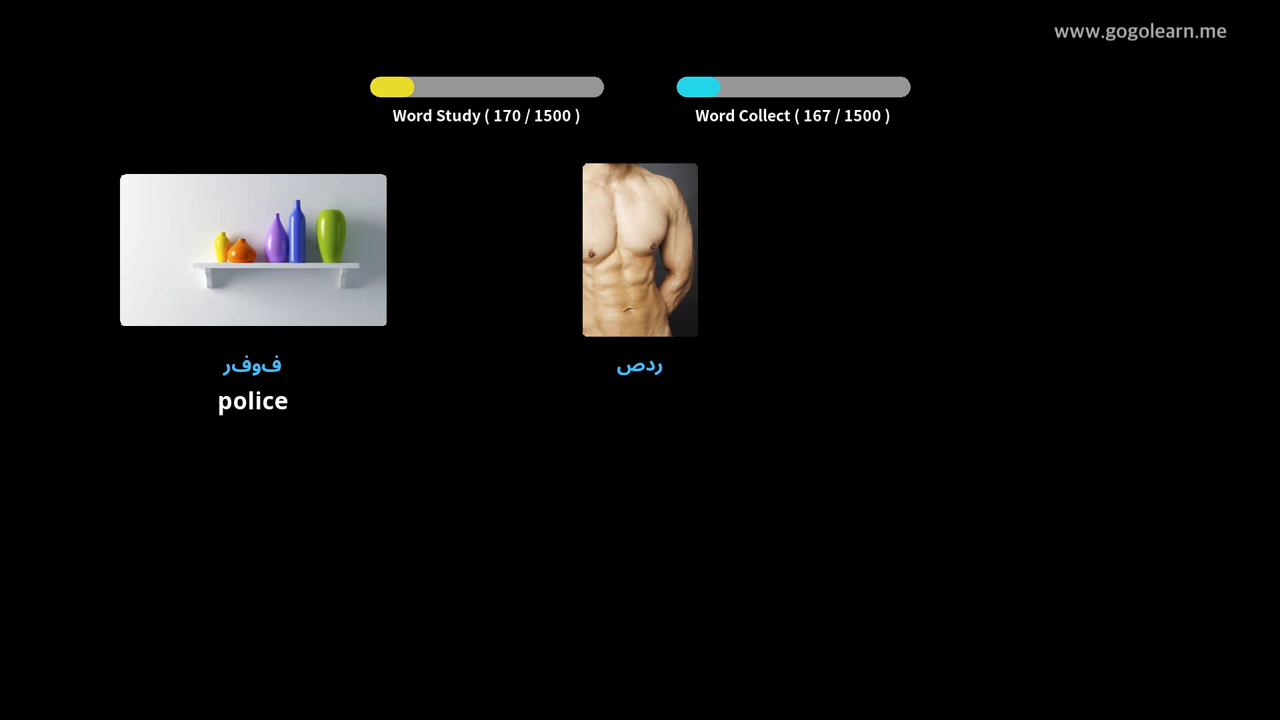 www.gogolearn.me
Word Study ( 170 / 1500 )
Word Collect ( 167 / 1500 )
فوفر
ردص
police